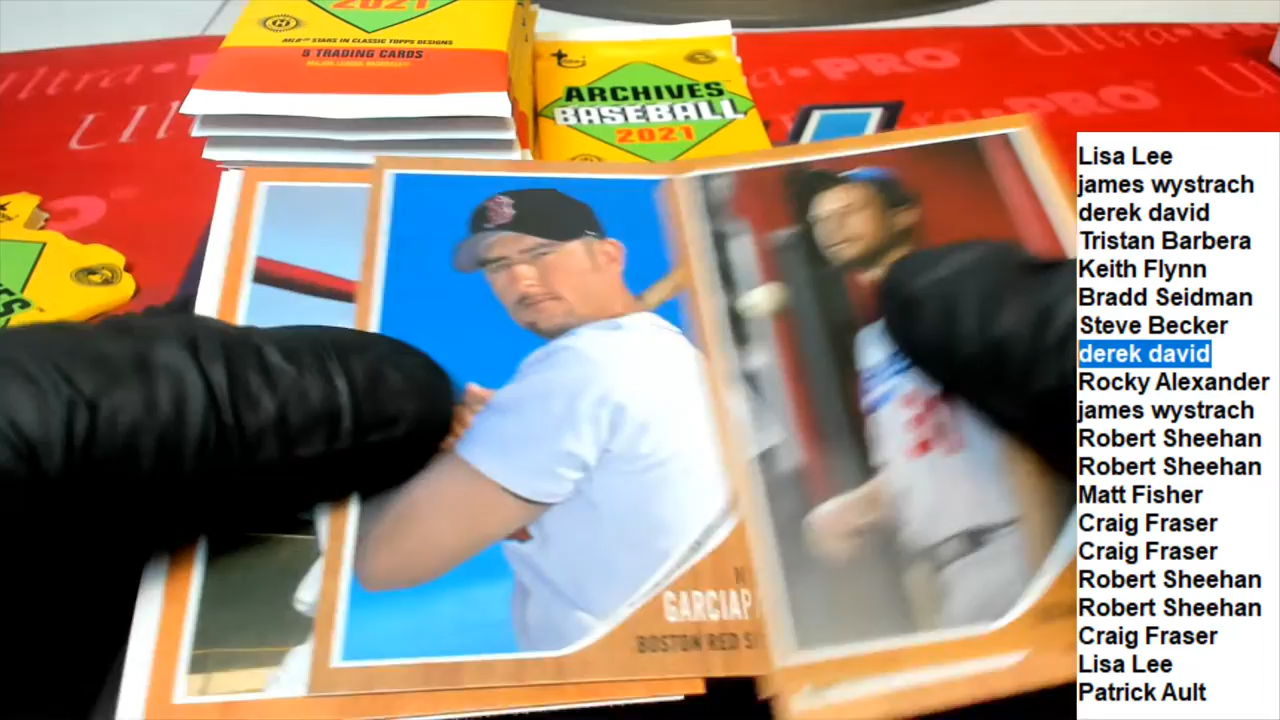 2021
MLB STARS IN CLASSIC TOPPS DESIGNS
8 TRADING CARDS
ARCHIVES
BASEBALL
2021
Ultra PRO
Ultra PRO
GARCIAP
BOSTON RED S
Lisa Lee
james wystrach
derek david
Tristan Barbera
Keith Flynn
Bradd Seidman
Steve Becker
derek david
Rocky Alexander
james wystrach
Robert Sheehan
Robert Sheehan
Matt Fisher
Craig Fraser
Craig Fraser
Robert Sheehan
Robert Sheehan
Craig Fraser
Lisa Lee
Patrick Ault